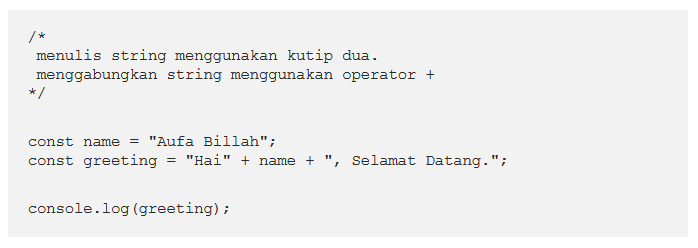 /*
menulis string menggunakan kutip dua.
menggabungkan string menggunakan operator +
*/
const name = "Aufa Billah";
const greeting = "Hai" + name + ", Selamat Datang.";
console.log(greeting);